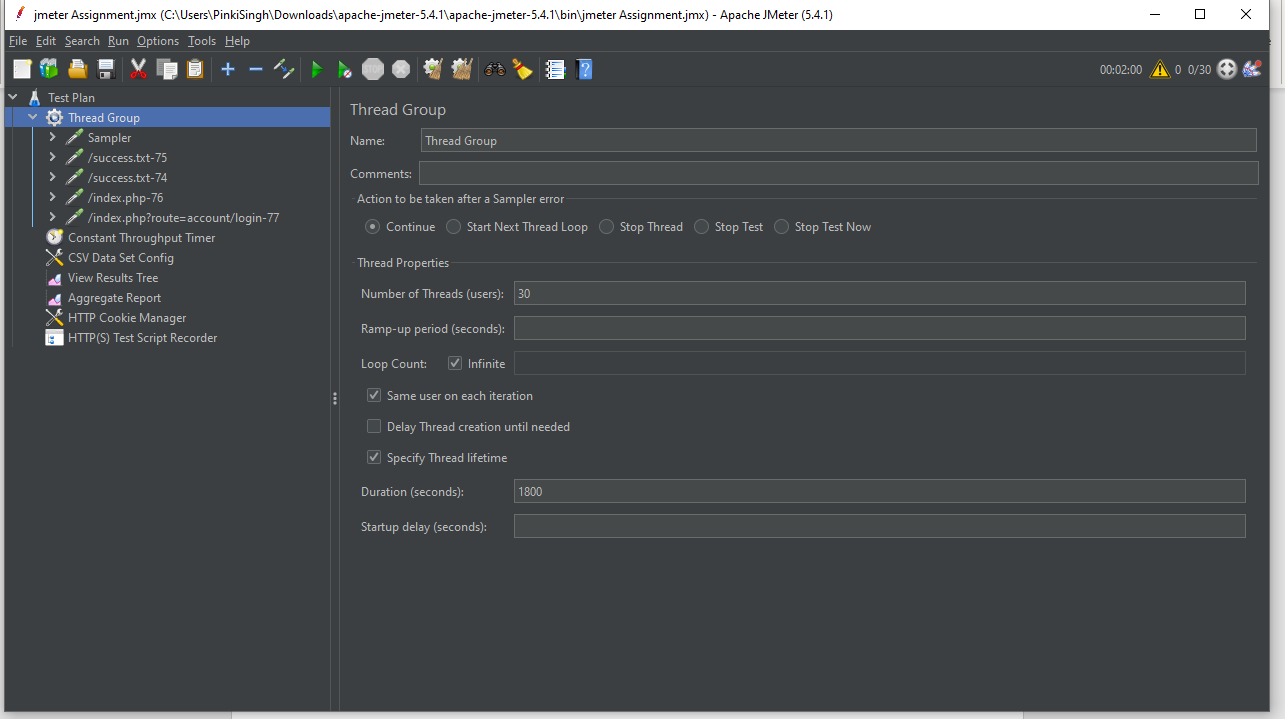 jmeter Assignment.jmx (C:\Users\PinkiSingh\Downloads\apache-jmeter-5.4.1\apache-jmeter-5.4.1\bin\jmeter Assignment.jmx) - Apache JMeter (5.4.1)
File Edit Search Run Options Tools Help
STOP 00:02:00 0 0/30
Test Plan
Thread Group
Sampler
/success.txt-75
/success.txt-74
/index.php-76
/index.php?route=account/login-77
Constant Throughput Timer
CSV Data Set Config
View Results Tree
Aggregate Report
HTTP Cookie Manager
HTTP(S) Test Script Recorder
Thread Group
Name: Thread Group
Comments:
Action to be taken after a Sampler error
Continue Start Next Thread Loop Stop Thread Stop Test Stop Test Now
Thread Properties
Number of Threads (users): 30
Ramp-up period (seconds):
Loop Count: Infinite
Same user on each iteration
Delay Thread creation until needed
Specify Thread lifetime
Duration (seconds): 1800
Startup delay (seconds):